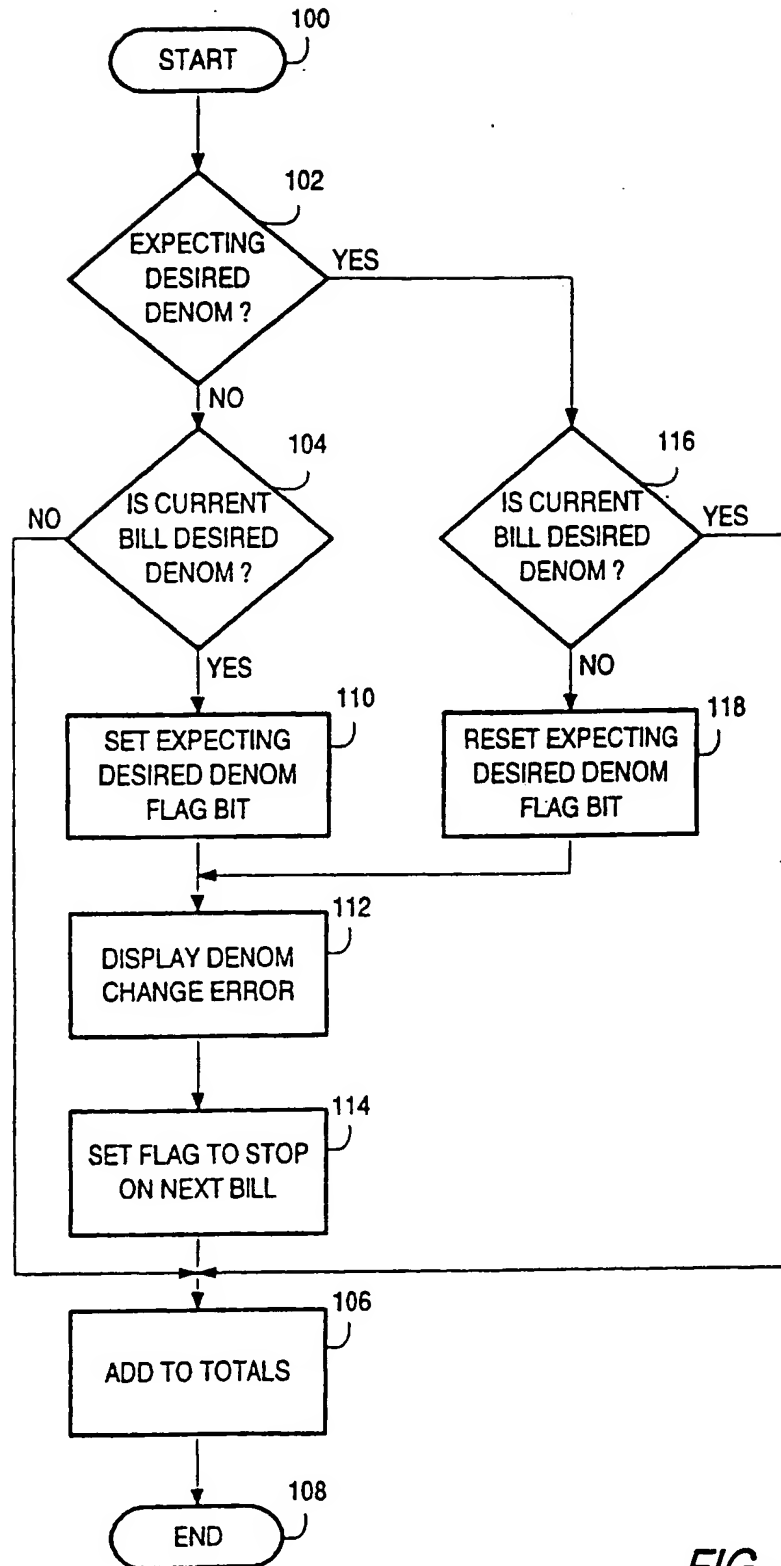 100
START
102
EXPECTING
DESIRED
DENOM ?
YES
NO
104
IS CURRENT
BILL DESIRED
DENOM ?
NO
YES
116
IS CURRENT
BILL DESIRED
DENOM ?
YES
NO
110
SET EXPECTING
DESIRED DENOM
FLAG BIT
118
RESET EXPECTING
DESIRED DENOM
FLAG BIT
112
DISPLAY DENOM
CHANGE ERROR
114
SET FLAG TO STOP
ON NEXT BILL
106
ADD TO TOTALS
108
END
FIG